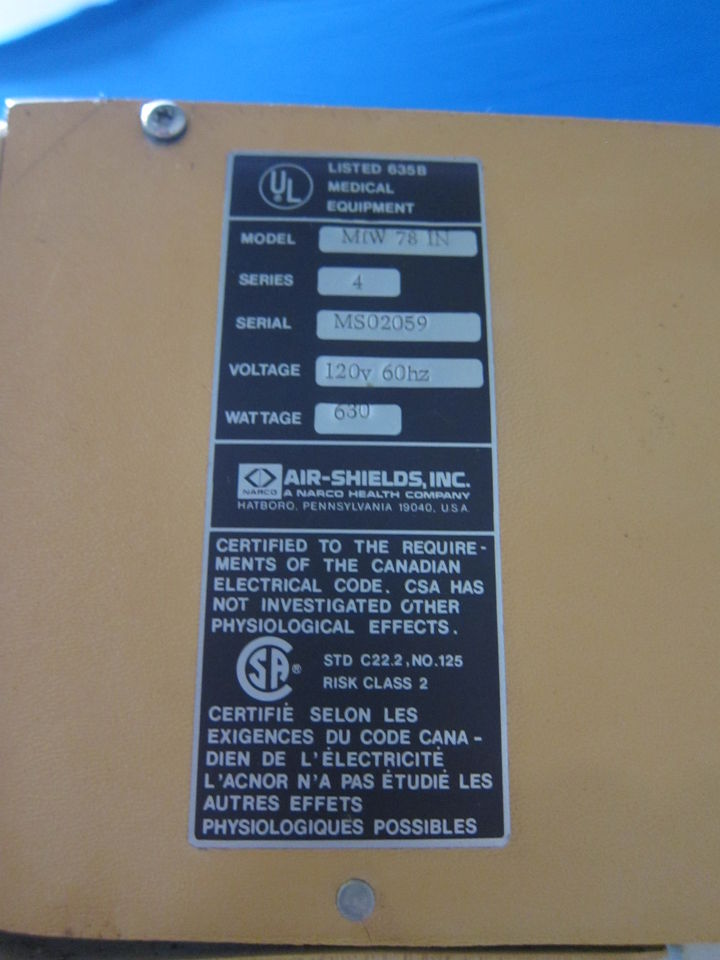 UL LISTED 635B
MEDICAL
EQUIPMENT
MODEL MIW 78 IN
SERIES 4
SERIAL MS02059
VOLTAGE 120v 60hz
WATTAGE 630
NARCO AIR-SHIELDS, INC.
A NARCO HEALTH COMPANY
HATBORO, PENNSYLVANIA 19040, U.S.A.
CERTIFIED TO THE REQUIRE-
MENTS OF THE CANADIAN
ELECTRICAL CODE. CSA HAS
NOT INVESTIGATED OTHER
PHYSIOLOGICAL EFFECTS.
SA ® STD C22.2, NO.125
RISK CLASS 2
CERTIFIÉ SELON LES
EXIGENCES DU CODE CANA-
DIEN DE L'ÉLECTRICITÉ
L'ACNOR N'A PAS ÉTUDIÉ LES
AUTRES EFFETS
PHYSIOLOGIQUES POSSIBLES